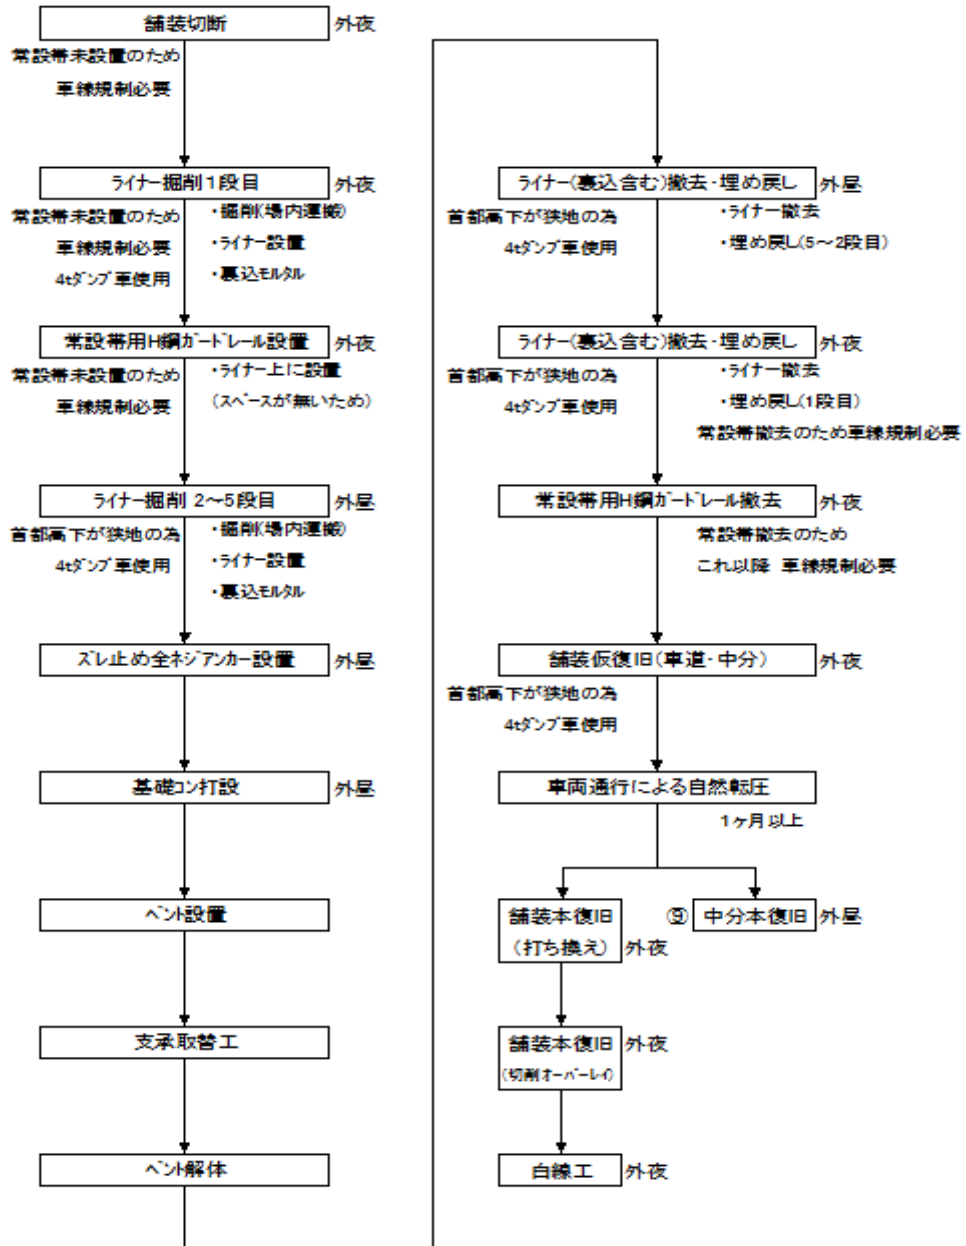 舗装切断
外夜
常設帯未設置のため
車線規制必要
ライナー掘削1段目
外夜
常設帯未設置のため
車線規制必要
4tダンプ車使用
・掘削(場内運搬)
・ライナー設置
・裏込モルタル
常設帯用H鋼ガードレール設置
外夜
常設帯未設置のため
車線規制必要
・ライナー上に設置
(スペースが無いため)
ライナー掘削 2～5段目
外昼
首都高下が狭地の為
4tダンプ車使用
・掘削(場内運搬)
・ライナー設置
・裏込モルタル
ズレ止め全ネジアンカー設置
外昼
基礎コン打設
外昼
ベント設置
支承取替工
ベント解体
ライナー(裏込含む)撤去・埋め戻し
外昼
首都高下が狭地の為
4tダンプ車使用
・ライナー撤去
・埋め戻し(5～2段目)
ライナー(裏込含む)撤去・埋め戻し
外夜
首都高下が狭地の為
4tダンプ車使用
・ライナー撤去
・埋め戻し(1段目)
常設帯撤去のため車線規制必要
常設帯用H鋼ガードレール撤去
外夜
常設帯撤去のため
これ以降 車線規制必要
舗装仮復旧(車道・中分)
外夜
首都高下が狭地の為
4tダンプ車使用
車両通行による自然転圧
1ヶ月以上
舗装本復旧
(打ち換え)
外夜
⑨ 中分本復旧
外昼
舗装本復旧
(切削オーバーレイ)
外夜
白線工
外夜